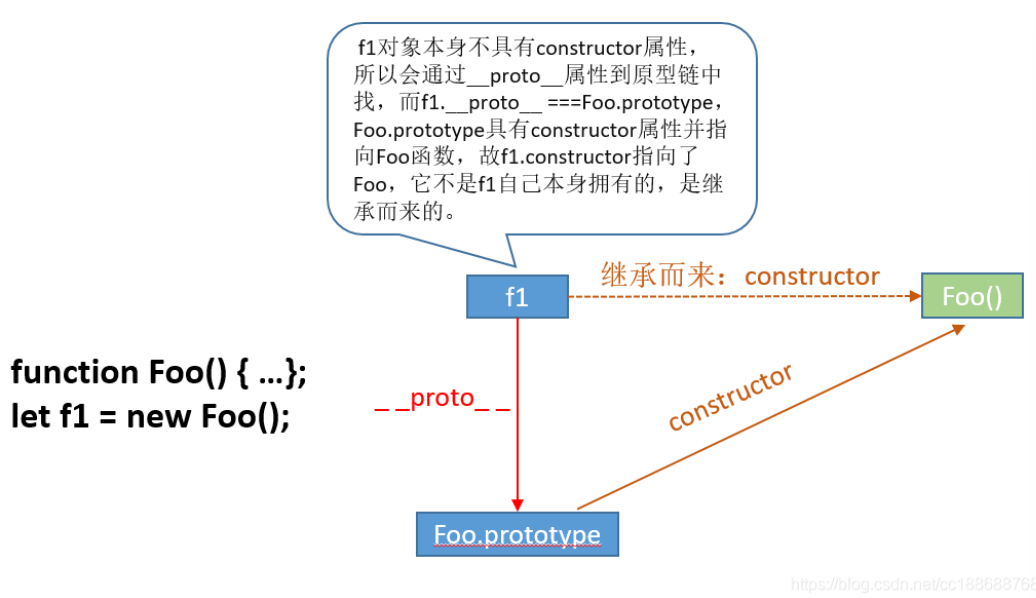 f1对象本身不具有constructor属性，
所以会通过__proto__属性到原型链中
找，而f1.__proto__ ===Foo.prototype，
Foo.prototype具有constructor属性并指
向Foo函数，故f1.constructor指向了
Foo，它不是f1自己本身拥有的，是继
承而来的。
f1
继承而来：constructor
Foo()
function Foo() { ...};
let f1 = new Foo();
_ _proto_ _
constructor
Foo.prototype
https://blog.csdn.net/cc188688768